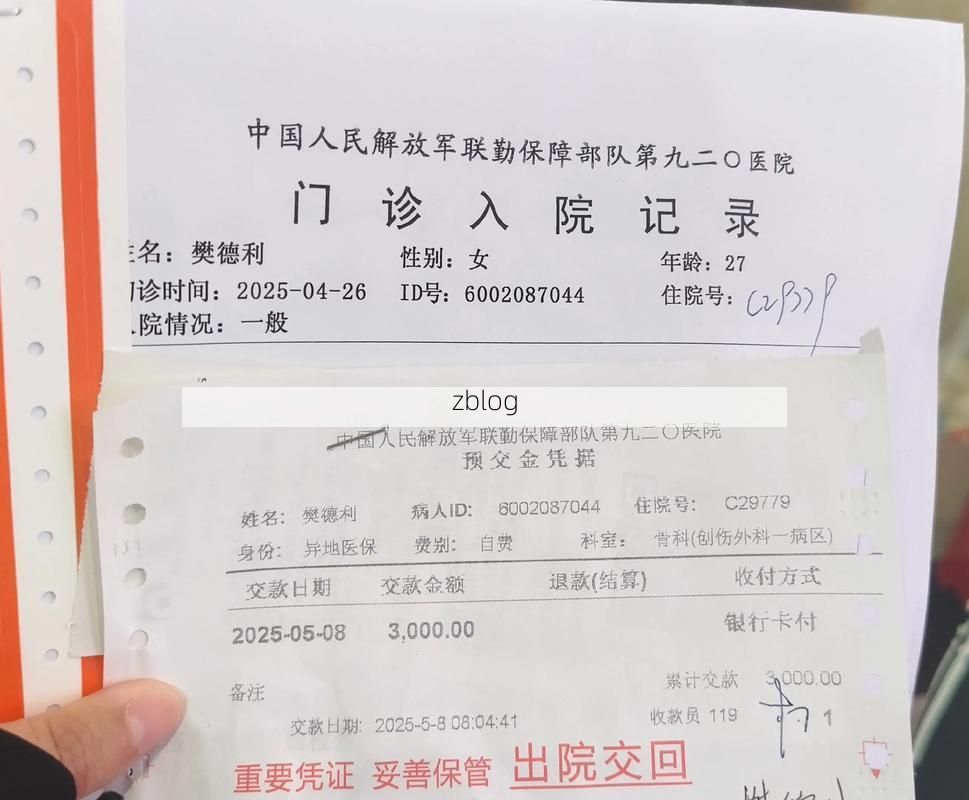 中国人民解放军联勤保障部队第九二〇医院
门诊入院记录
姓名：樊德利 性别：女 年龄：27
门诊时间：2025-04-26 ID号：6002087044 住院号：C29779
入院情况：一般
zblog
中国人民解放军联勤保障部队第九二〇医院
预交金凭据
姓名： 樊德利 病人ID: 6002087044 住院号: C29779
身份: 异地医保 费别: 自费 科室： 骨科(创伤外科一病区)
交款日期 交款金额 退款(结算) 收付方式
2025-05-08 3,000.00 银行卡付
备注 累计交款 3,000.00
交款日期: 2025-5-8 08:04:41 收款员 119 1
重要凭证 妥善保管 出院交回